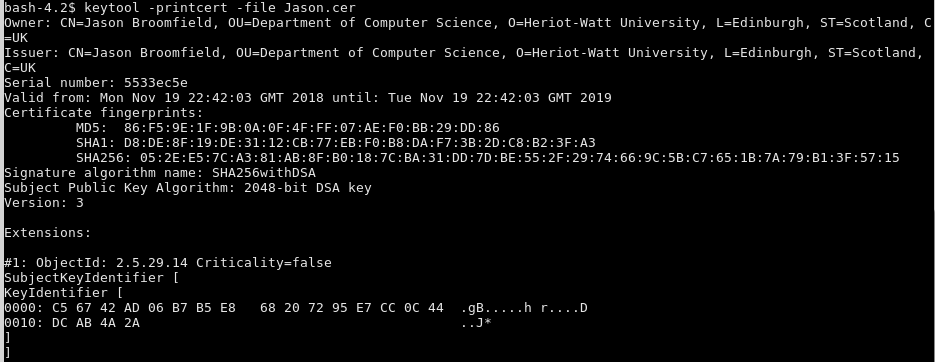 bash-4.2$ keytool -printcert -file Jason.cer
Owner: CN=Jason Broomfield, OU=Department of Computer Science, O=Heriot-Watt University, L=Edinburgh, ST=Scotland, C
=UK
Issuer: CN=Jason Broomfield, OU=Department of Computer Science, O=Heriot-Watt University, L=Edinburgh, ST=Scotland,
C=UK
Serial number: 5533ec5e
Valid from: Mon Nov 19 22:42:03 GMT 2018 until: Tue Nov 19 22:42:03 GMT 2019
Certificate fingerprints:
MD5:  86:F5:9E:1F:9B:0A:0F:4F:FF:07:AE:F0:BB:29:DD:86
SHA1: D8:DE:8F:19:DE:31:12:CB:77:EB:F0:B8:DA:F7:3B:2D:C8:B2:3F:A3
SHA256: 05:2E:E5:7C:A3:81:AB:8F:B0:18:7C:BA:31:DD:7D:BE:55:2F:29:74:66:9C:5B:C7:65:1B:7A:79:B1:3F:57:15
Signature algorithm name: SHA256withDSA
Subject Public Key Algorithm: 2048-bit DSA key
Version: 3
Extensions:
#1: ObjectId: 2.5.29.14 Criticality=false
SubjectKeyIdentifier [
KeyIdentifier [
0000: C5 67 42 AD 06 B7 B5 E8   68 20 72 95 E7 CC 0C 44  .gB.....h r....D
0010: DC AB 4A 2A                                        ..J*
]
]